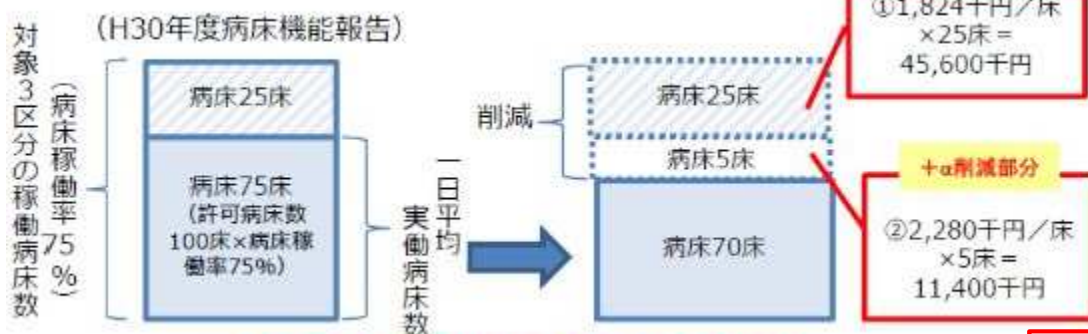 (H30年度病床機能報告)
対象3区分の稼働病床数
(病床稼働率75%)
病床25床
病床75床
(許可病床数
100床×病床稼
働率75%)
一日平均
実働病床数
削減
病床25床
病床5床
病床70床
①1,824千円/床
×25床=
45,600千円
+α削減部分
②2,280千円/床
×5床=
11,400千円